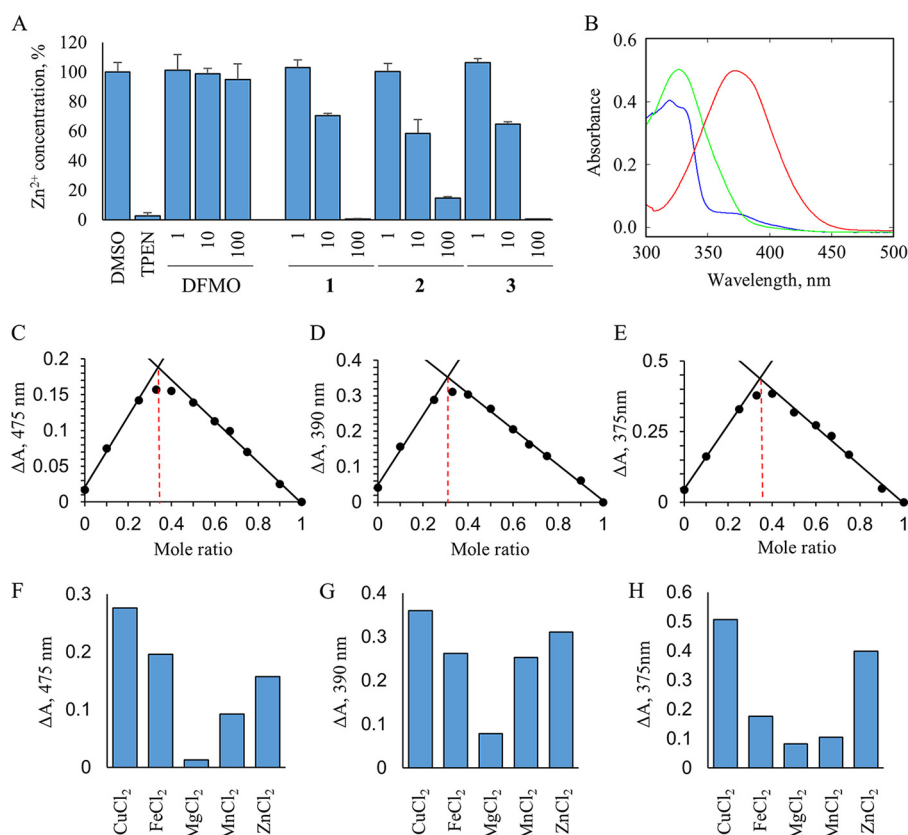 A
Zn²⁺ concentration, %
120
100
80
60
40
20
0
DMSO
TPEN
1
10
100
1
10
100
1
10
100
1
10
100
DFMO
1
2
3
B
Absorbance
0.6
0.4
0.2
0.0
300
350
400
450
500
Wavelength, nm
C
ΔA, 475 nm
0.2
0.15
0.1
0.05
0
0
0.2
0.4
0.6
0.8
1
Mole ratio
D
ΔA, 390 nm
0.4
0.3
0.2
0.1
0
0
0.2
0.4
0.6
0.8
1
Mole ratio
E
ΔA, 375nm
0.5
0.25
0
0
0.2
0.4
0.6
0.8
1
Mole ratio
F
ΔA, 475 nm
0.3
0.2
0.1
0
CuCl₂
FeCl₂
MgCl₂
MnCl₂
ZnCl₂
G
ΔA, 390 nm
0.4
0.3
0.2
0.1
0
CuCl₂
FeCl₂
MgCl₂
MnCl₂
ZnCl₂
H
ΔA, 375nm
0.6
0.5
0.4
0.3
0.2
0.1
0
CuCl₂
FeCl₂
MgCl₂
MnCl₂
ZnCl₂